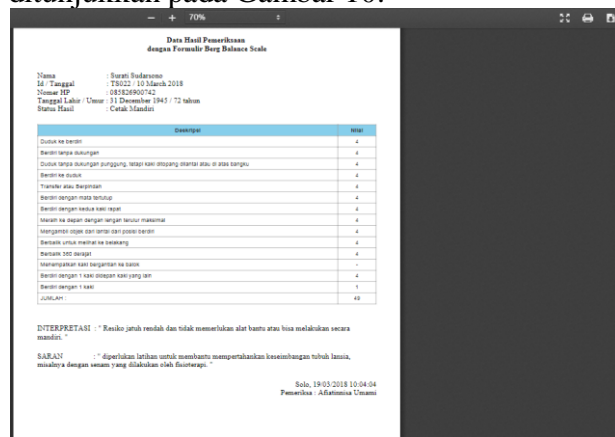 ditunjukkan pada Gambar 10.
70%
Data Hasil Pemeriksaan
dengan Formulir Berg Balance Scale
Nama : Surati Sudarsono
Id / Tanggal : TS022 / 10 March 2018
Nomer HP : 085826900742
Tanggal Lahir / Umur : 31 December 1945 / 72 tahun
Status Hasil : Cetak Mandiri
Deskripsi Nilai
Duduk ke berdiri 4
Berdiri tanpa dukungan 4
Duduk tanpa dukungan punggung, tetapi kaki ditopang dilantai atau di atas bangku 4
Berdiri ke duduk 4
Transfer atau Berpindah 4
Berdiri dengan mata tertutup 4
Berdiri dengan kedua kaki rapat 4
Meraih ke depan dengan lengan terulur maksimal 4
Mengambil objek dari lantai dari posisi berdiri 4
Berbalik untuk melihat ke belakang 4
Berbalik 360 derajat 4
Menempatkan kaki bergantian ke balok -
Berdiri dengan 1 kaki didepan kaki yang lain 4
Berdiri dengan 1 kaki 1
JUMLAH : 49
INTERPRETASI : " Resiko jatuh rendah dan tidak memerlukan alat bantu atau bisa melakukan secara
mandiri. "
SARAN : " diperlukan latihan untuk membantu mempertahankan keseimbangan tubuh lansia,
misalnya dengan senam yang dilakukan oleh fisioterapi. "
Solo, 19/03/2018 10:04:04
Pemeriksa : Afiatinnisa Umami